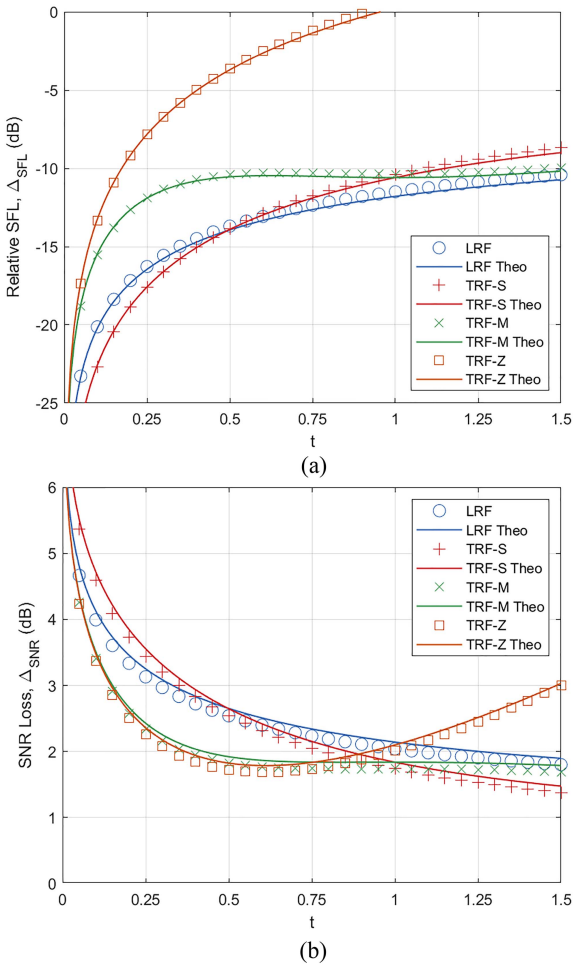 0
-5
-10
-15
-20
-25
Relative SFL, Δ_SFL (dB)
LRF
LRF Theo
TRF-S
TRF-S Theo
TRF-M
TRF-M Theo
TRF-Z
TRF-Z Theo
0 0.25 0.5 0.75 1 1.25 1.5
t
(a)
6
5
4
3
2
1
0
SNR Loss, Δ_SNR (dB)
LRF
LRF Theo
TRF-S
TRF-S Theo
TRF-M
TRF-M Theo
TRF-Z
TRF-Z Theo
0 0.25 0.5 0.75 1 1.25 1.5
t
(b)